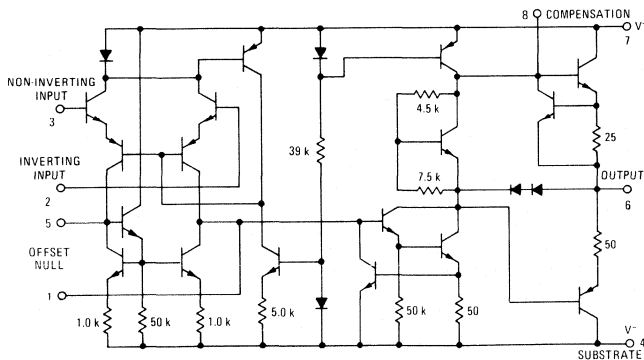 8 COMPENSATION
V
7
NON-INVERTING
INPUT
3
4.5 k
25
39 k
INVERTING
INPUT
2
7.5 k
OUTPUT
6
5
OFFSET
NULL
50
1
1.0 k
50 k
1.0 k
5.0 k
50 k
50
V-
SUBSTRATE